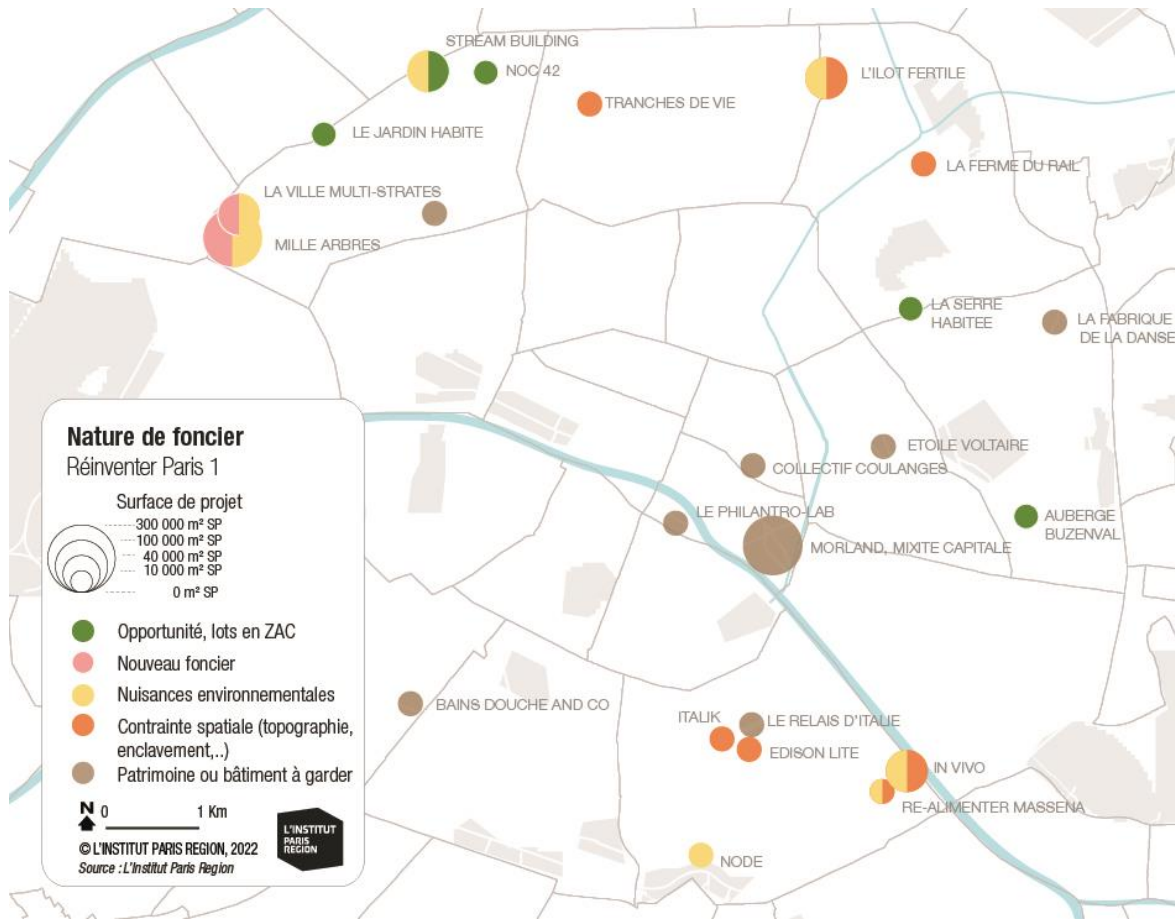 STREAM BUILDING
NOC 42
L'ILOT FERTILE
TRANCHES DE VIE
LE JARDIN HABITE
LA FERME DU RAIL
LA VILLE MULTI-STRATES
MILLE ARBRES
LA SERRE
HABITEE
LA FABRIQUE
DE LA DANSE
Nature de foncier
Réinventer Paris 1
Surface de projet
300 000 m² SP
100 000 m² SP
40 000 m² SP
10 000 m² SP
0 m² SP
Opportunité, lots en ZAC
Nouveau foncier
Nuisances environnementales
Contrainte spatiale (topographie,
enclavement,..)
Patrimoine ou bâtiment à garder
N 0 1 Km
L'INSTITUT
PARIS
REGION
© L'INSTITUT PARIS REGION, 2022
Source : L'Institut Paris Region
ETOILE VOLTAIRE
COLLECTIF COULANGES
LE PHILANTRO-LAB
AUBERGE
BUZENVAL
MORLAND, MIXITE CAPITALE
BAINS DOUCHE AND CO
ITALIK
LE RELAIS D'ITALIE
EDISON LITE
IN VIVO
RE-ALIMENTER MASSENA
NODE